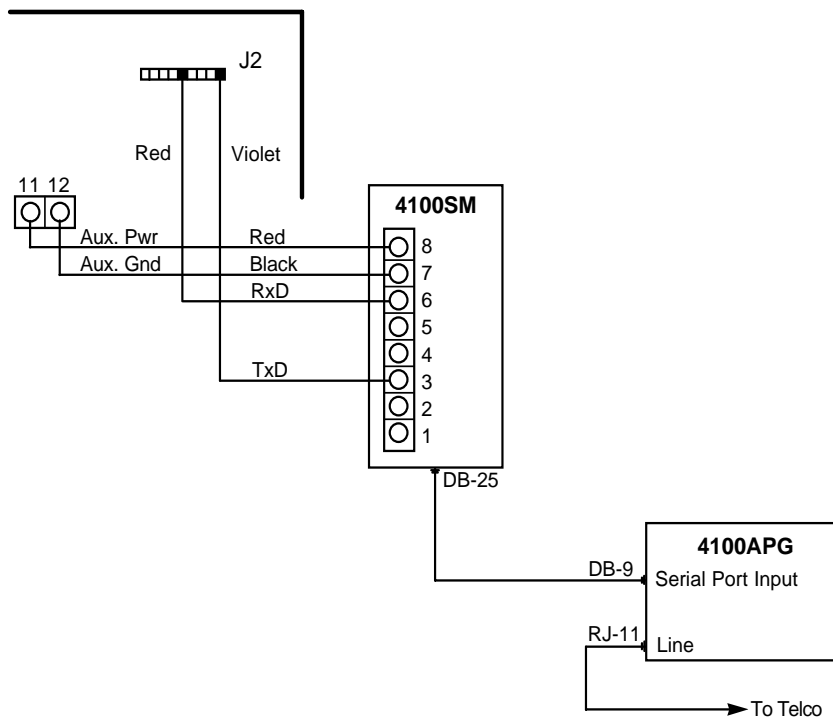 J2
Red Violet
11 12
4100SM
Aux. Pwr Red 8
Aux. Gnd Black 7
RxD 6
5
4
TxD 3
2
1
DB-25
4100APG
DB-9 Serial Port Input
RJ-11 Line
To Telco